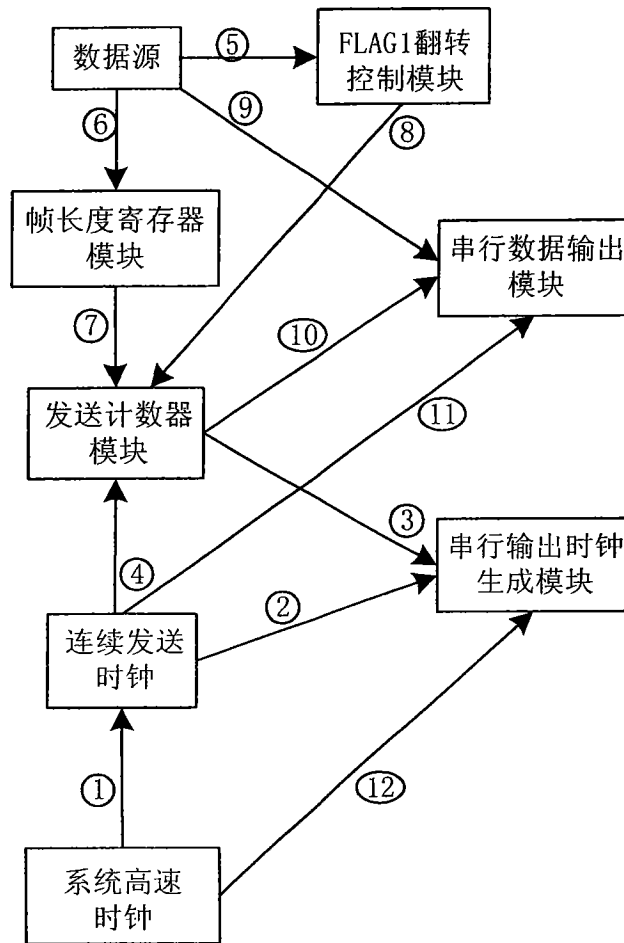 数据源
⑤
FLAG1翻转
控制模块
⑥
⑨
⑧
帧长度寄存器
模块
串行数据输出
模块
⑦
⑩
⑪
发送计数器
模块
③
串行输出时钟
生成模块
④
②
连续发送
时钟
①
⑫
系统高速
时钟